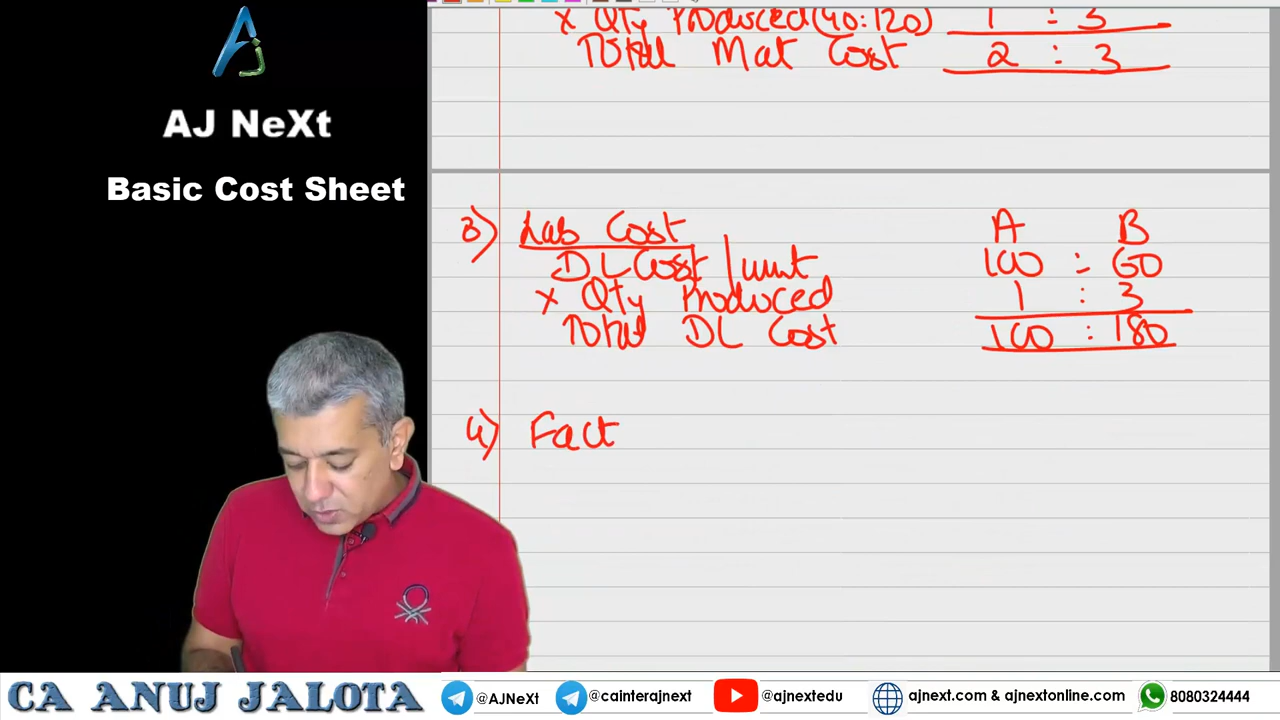 AJ NeXt
Basic Cost Sheet
x Qty Produced (40:120) 1 : 3
Total Mat Cost 2 : 3
3) Lab Cost A B
DL Cost / unit 100 : 60
x Qty Produced 1 : 3
Total DL Cost 100 : 180
4) Fact
CA ANUJ JALOTA @AJNeXt @cainterajnext @ajnextedu ajnext.com & ajnextonline.com 8080324444